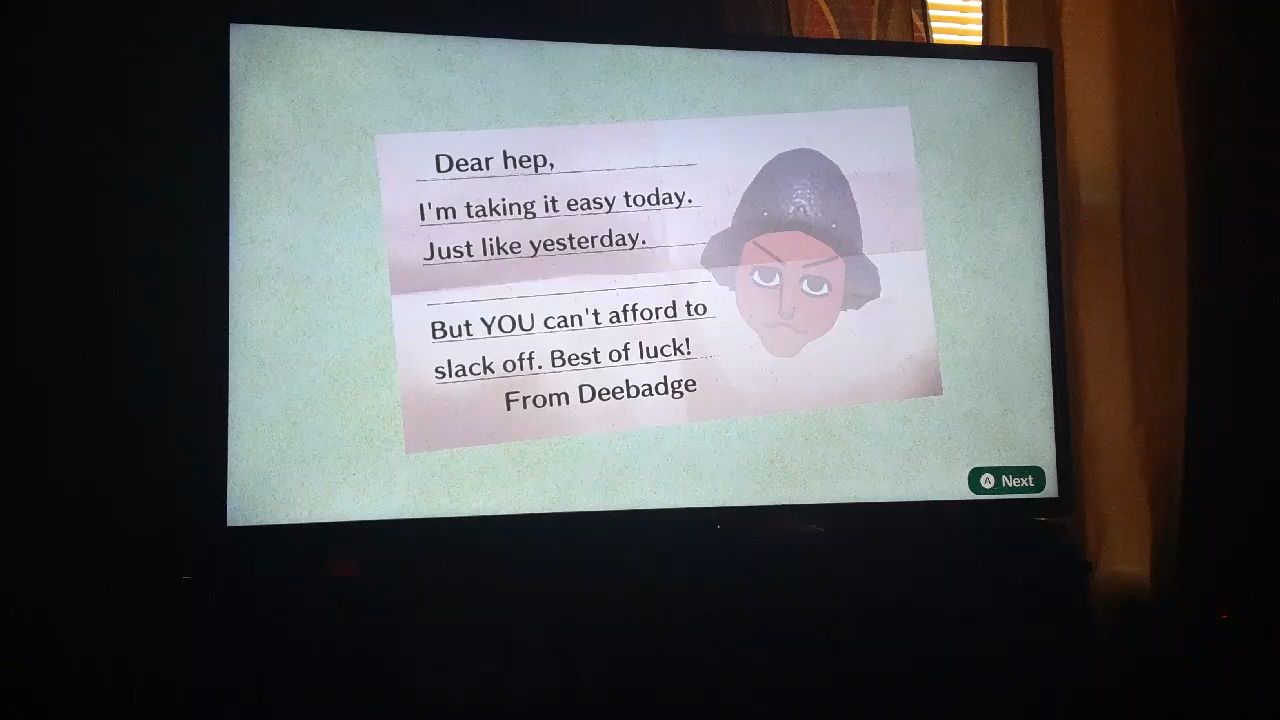 Dear hep,
I'm taking it easy today.
Just like yesterday.
But YOU can't afford to
slack off. Best of luck!
From Deebadge
A Next